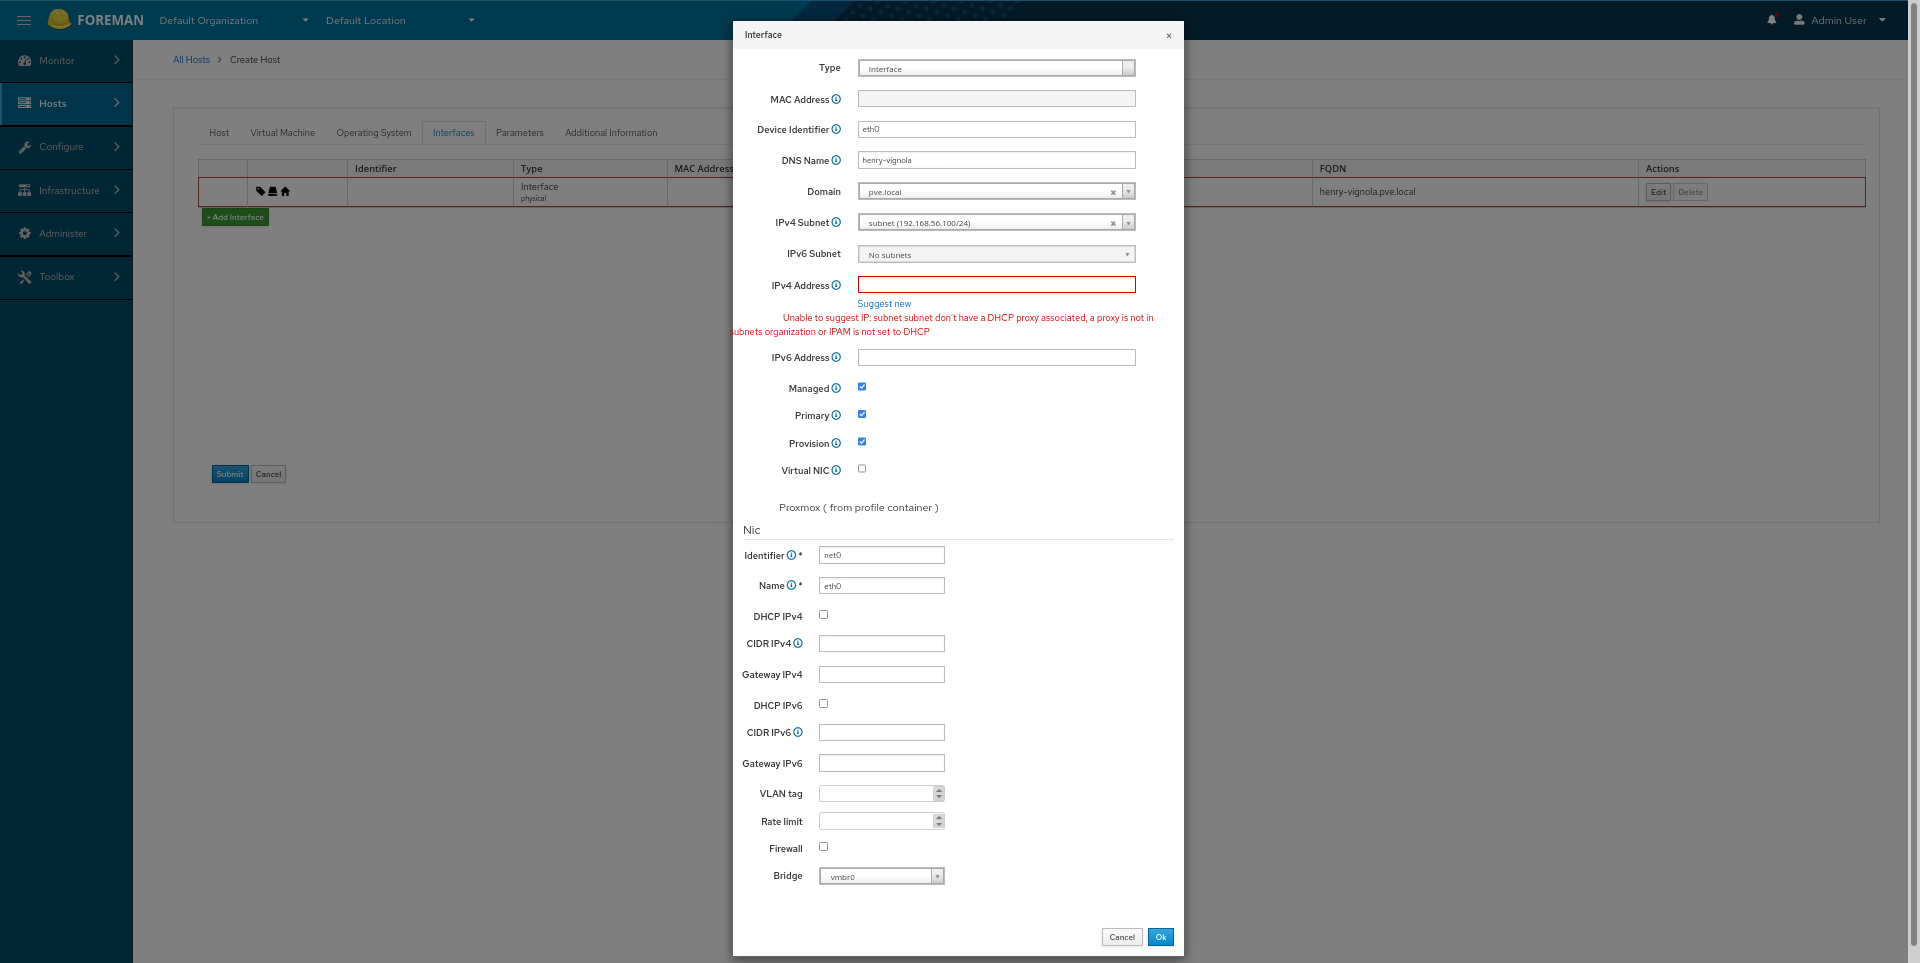 FOREMAN
Default Organization
Default Location
Admin User
Monitor
Hosts
Configure
Infrastructure
Administer
Toolbox
All Hosts > Create Host
Host Virtual Machine Operating System Interfaces Parameters Additional Information
Identifier Type MAC Address FQDN Actions
Interface
physical
henry-vignola.pve.local
Edit Delete
+ Add Interface
Submit Cancel
Interface ×
Type Interface
MAC Address
Device Identifier eth0
DNS Name henry-vignola
Domain pve.local
IPv4 Subnet subnet (192.168.56.100/24)
IPv6 Subnet No subnets
IPv4 Address
Suggest new
Unable to suggest IP: subnet subnet don't have a DHCP proxy associated, a proxy is not in
subnets organization or IPAM is not set to DHCP
IPv6 Address
Managed
Primary
Provision
Virtual NIC
Proxmox ( from profile container )
Nic
Identifier * net0
Name * eth0
DHCP IPv4
CIDR IPv4
Gateway IPv4
DHCP IPv6
CIDR IPv6
Gateway IPv6
VLAN tag
Rate limit
Firewall
Bridge vmbr0
Cancel Ok